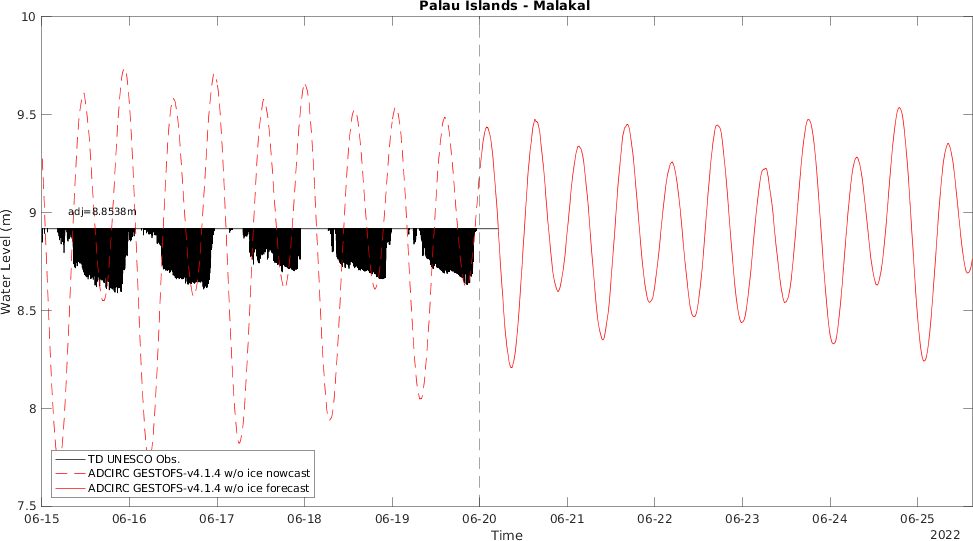 Palau Islands - Malakal
10
9.5
9
8.5
8
7.5
Water Level (m)
adj=8.8538m
TD UNESCO Obs.
ADCIRC GESTOFS-v4.1.4 w/o ice nowcast
ADCIRC GESTOFS-v4.1.4 w/o ice forecast
06-15 06-16 06-17 06-18 06-19 06-20 06-21 06-22 06-23 06-24 06-25
Time
2022